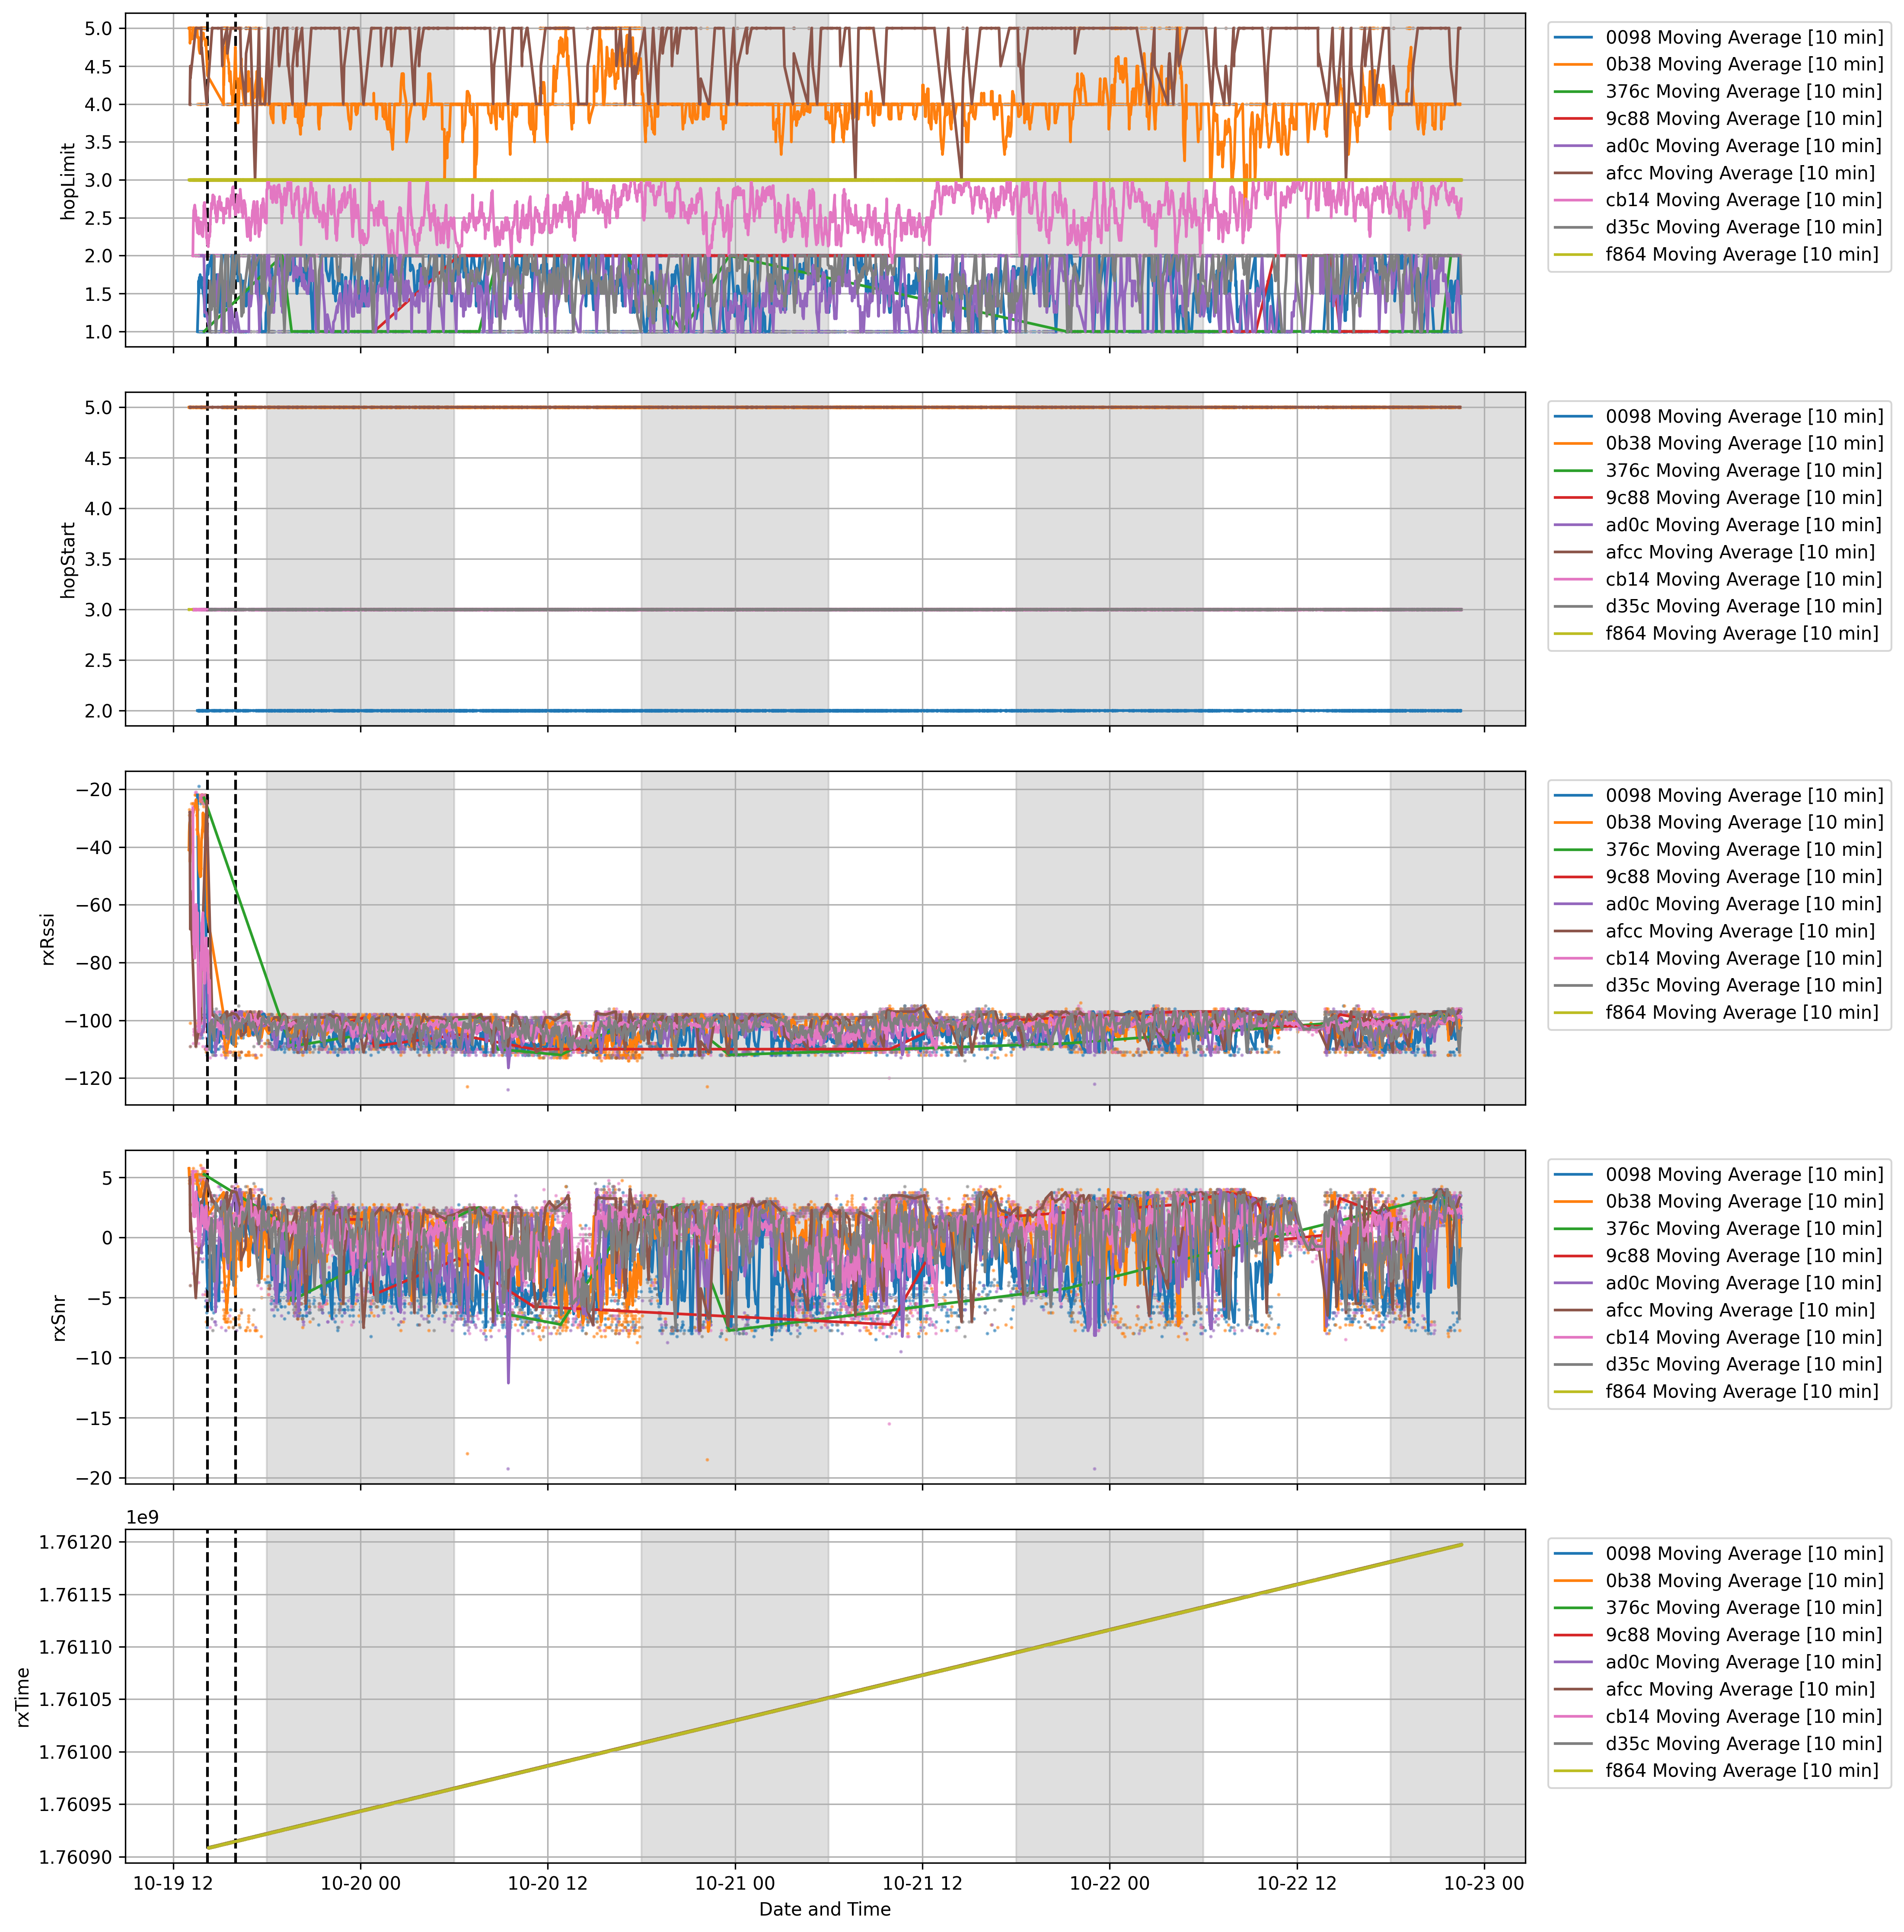 5.0
4.5
4.0
3.5
3.0
2.5
2.0
1.5
1.0
hopLimit
0098 Moving Average [10 min]
0b38 Moving Average [10 min]
376c Moving Average [10 min]
9c88 Moving Average [10 min]
ad0c Moving Average [10 min]
afcc Moving Average [10 min]
cb14 Moving Average [10 min]
d35c Moving Average [10 min]
f864 Moving Average [10 min]
5.0
4.5
4.0
3.5
3.0
2.5
2.0
hopStart
0098 Moving Average [10 min]
0b38 Moving Average [10 min]
376c Moving Average [10 min]
9c88 Moving Average [10 min]
ad0c Moving Average [10 min]
afcc Moving Average [10 min]
cb14 Moving Average [10 min]
d35c Moving Average [10 min]
f864 Moving Average [10 min]
−20
−40
−60
−80
−100
−120
rxRssi
0098 Moving Average [10 min]
0b38 Moving Average [10 min]
376c Moving Average [10 min]
9c88 Moving Average [10 min]
ad0c Moving Average [10 min]
afcc Moving Average [10 min]
cb14 Moving Average [10 min]
d35c Moving Average [10 min]
f864 Moving Average [10 min]
5
0
−5
−10
−15
−20
rxSnr
0098 Moving Average [10 min]
0b38 Moving Average [10 min]
376c Moving Average [10 min]
9c88 Moving Average [10 min]
ad0c Moving Average [10 min]
afcc Moving Average [10 min]
cb14 Moving Average [10 min]
d35c Moving Average [10 min]
f864 Moving Average [10 min]
1e9
1.76120
1.76115
1.76110
1.76105
1.76100
1.76095
1.76090
rxTime
0098 Moving Average [10 min]
0b38 Moving Average [10 min]
376c Moving Average [10 min]
9c88 Moving Average [10 min]
ad0c Moving Average [10 min]
afcc Moving Average [10 min]
cb14 Moving Average [10 min]
d35c Moving Average [10 min]
f864 Moving Average [10 min]
10-19 12 10-20 00 10-20 12 10-21 00 10-21 12 10-22 00 10-22 12 10-23 00
Date and Time